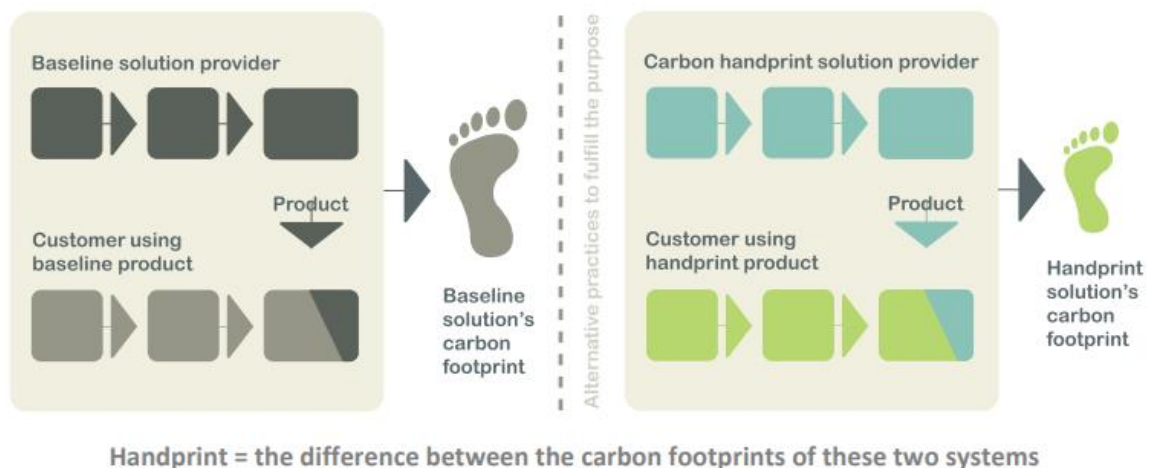 Baseline solution provider
Product
Customer using
baseline product
Baseline
solution's
carbon
footprint
Alternative practices to fulfill the purpose
Carbon handprint solution provider
Product
Customer using
handprint product
Handprint
solution's
carbon
footprint
Handprint = the difference between the carbon footprints of these two systems